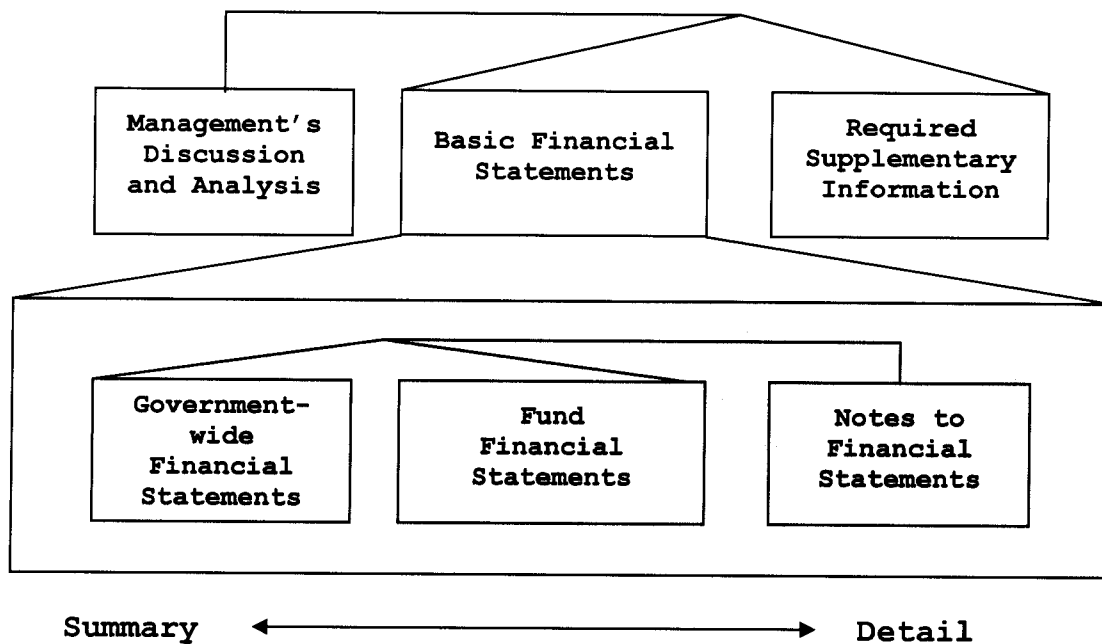 Management's
Discussion
and Analysis
Basic Financial
Statements
Required
Supplementary
Information
Government-
wide
Financial
Statements
Fund
Financial
Statements
Notes to
Financial
Statements
Summary
Detail